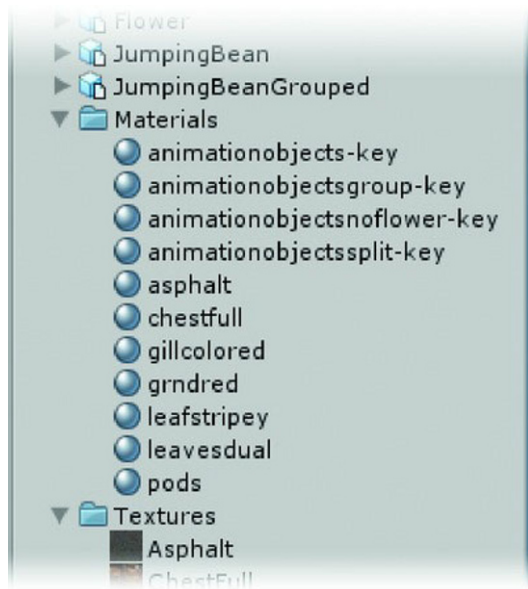 Flower
JumpingBean
JumpingBeanGrouped
Materials
animationobjects-key
animationobjectsgroup-key
animationobjectsnoflower-key
animationobjectssplit-key
asphalt
chestfull
gillcolored
grndred
leafstripey
leavesdual
pods
Textures
Asphalt
ChestFull